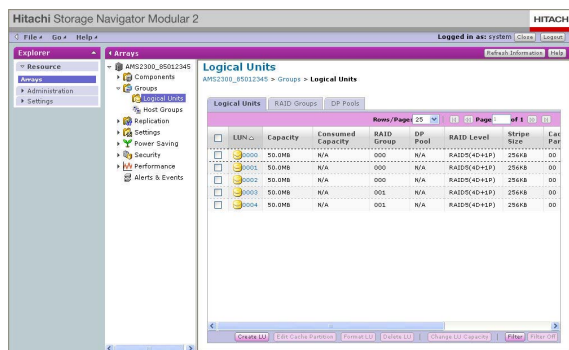 Hitachi Storage Navigator Modular 2
HITACH
File Go Help
Logged in as: system Close Logout
Explorer
Arrays
Refresh Information Help
Resource
Arrays
Administration
Settings
AMS2300_85012345
Components
Groups
Logical Units
Host Groups
Replication
Settings
Power Saving
Security
Performance
Alerts & Events
Logical Units
AMS2300_85012345 > Groups > Logical Units
Logical Units RAID Groups DP Pools
Rows/Page: 25 Page 1 of 1
LUN Capacity Consumed Capacity RAID Group DP Pool RAID Level Stripe Size Cac Par
0000 50.0MB N/A 000 N/A RAID5(4D+1P) 256KB 00
0001 50.0MB N/A 000 N/A RAID5(4D+1P) 256KB 00
0002 50.0MB N/A 000 N/A RAID5(4D+1P) 256KB 00
0003 50.0MB N/A 001 N/A RAID5(4D+1P) 256KB 00
0004 50.0MB N/A 001 N/A RAID5(4D+1P) 256KB 00
Create LU Edit Cache Partition Format LU Delete LU Change LU Capacity Filter Filter Off